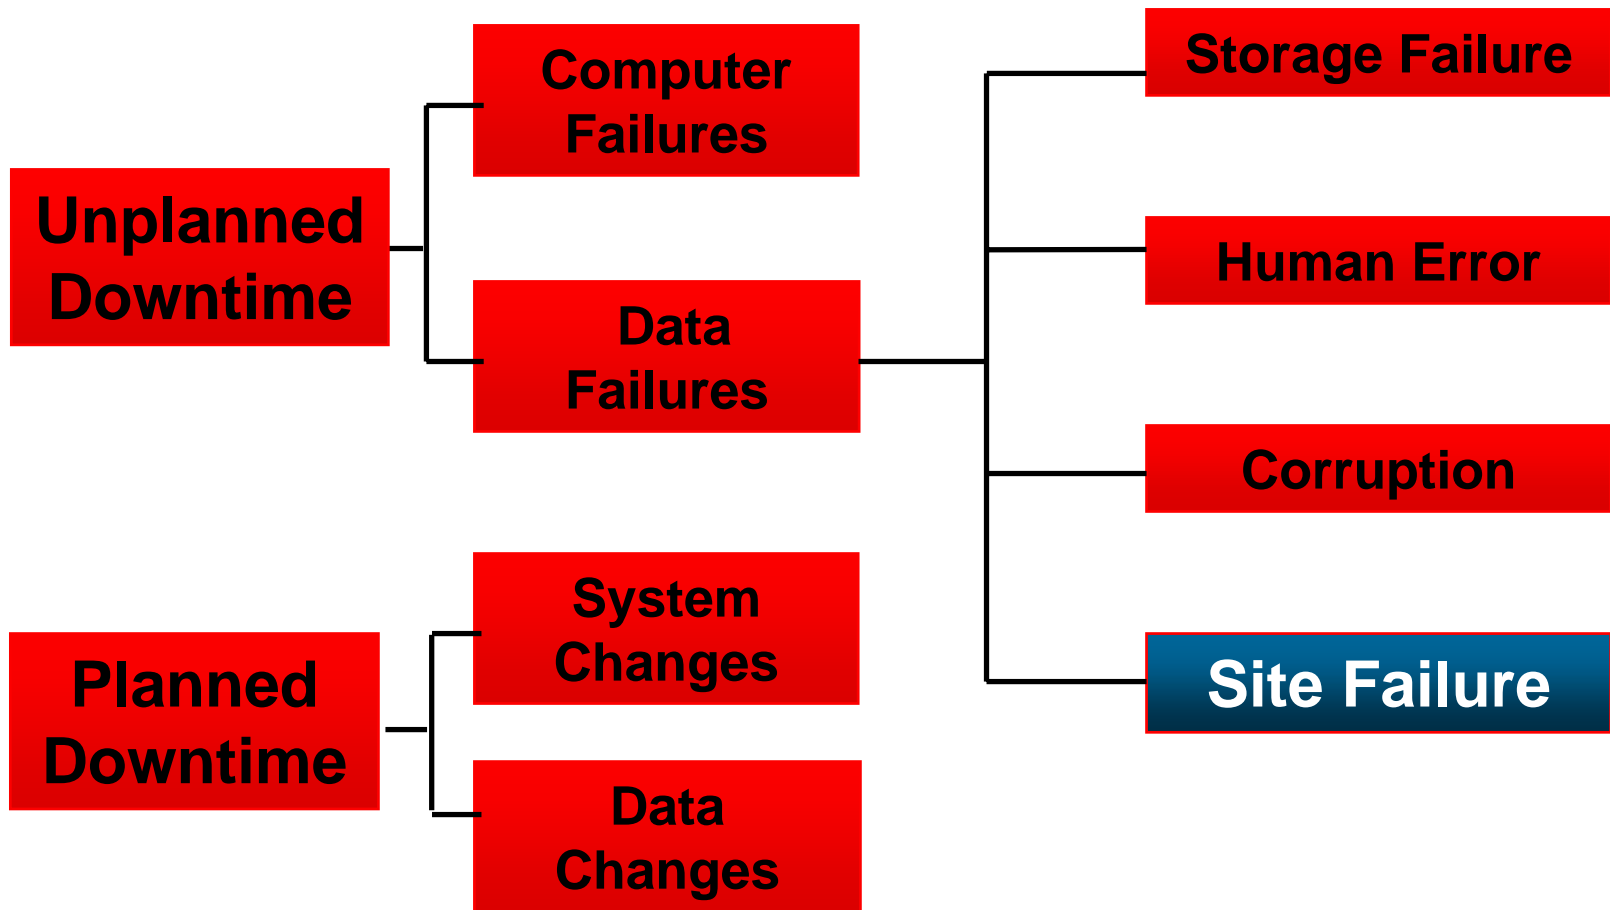 Unplanned
Downtime
Computer
Failures
Data
Failures
Storage Failure
Human Error
Corruption
Site Failure
Planned
Downtime
System
Changes
Data
Changes